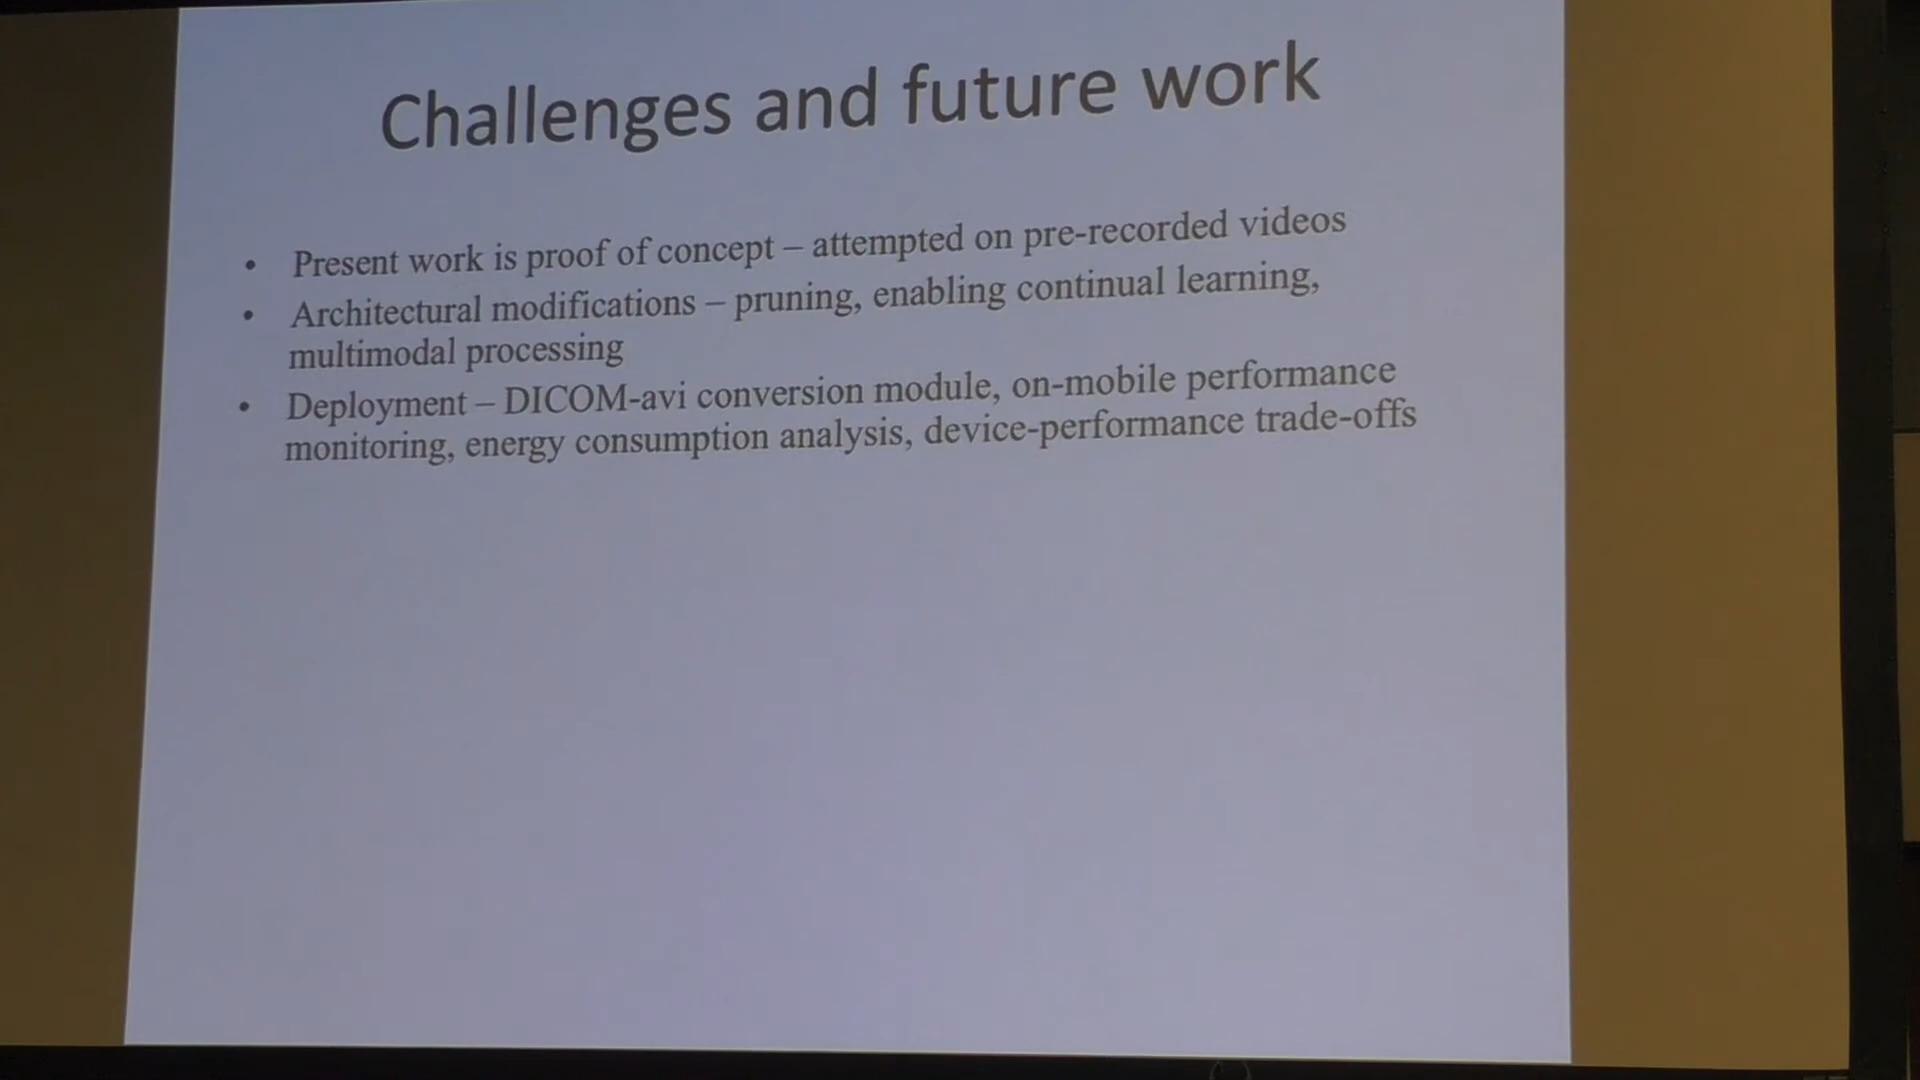 Challenges and future work
• Present work is proof of concept – attempted on pre-recorded videos
• Architectural modifications – pruning, enabling continual learning,
multimodal processing
• Deployment – DICOM-avi conversion module, on-mobile performance
monitoring, energy consumption analysis, device-performance trade-offs